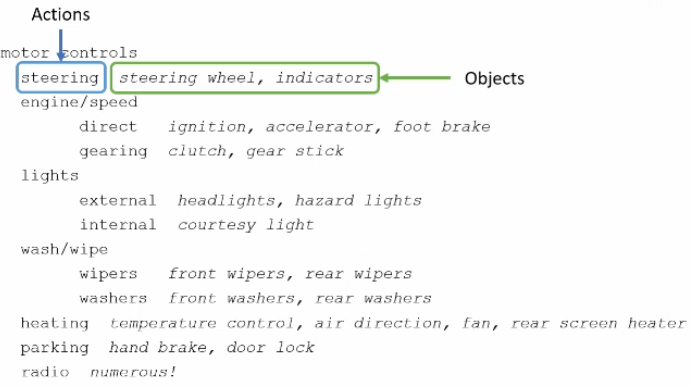 Actions
motor controls
steering steering wheel, indicators
Objects
engine/speed
direct ignition, accelerator, foot brake
gearing clutch, gear stick
lights
external headlights, hazard lights
internal courtesy light
wash/wipe
wipers front wipers, rear wipers
washers front washers, rear washers
heating temperature control, air direction, fan, rear screen heater
parking hand brake, door lock
radio numerous!